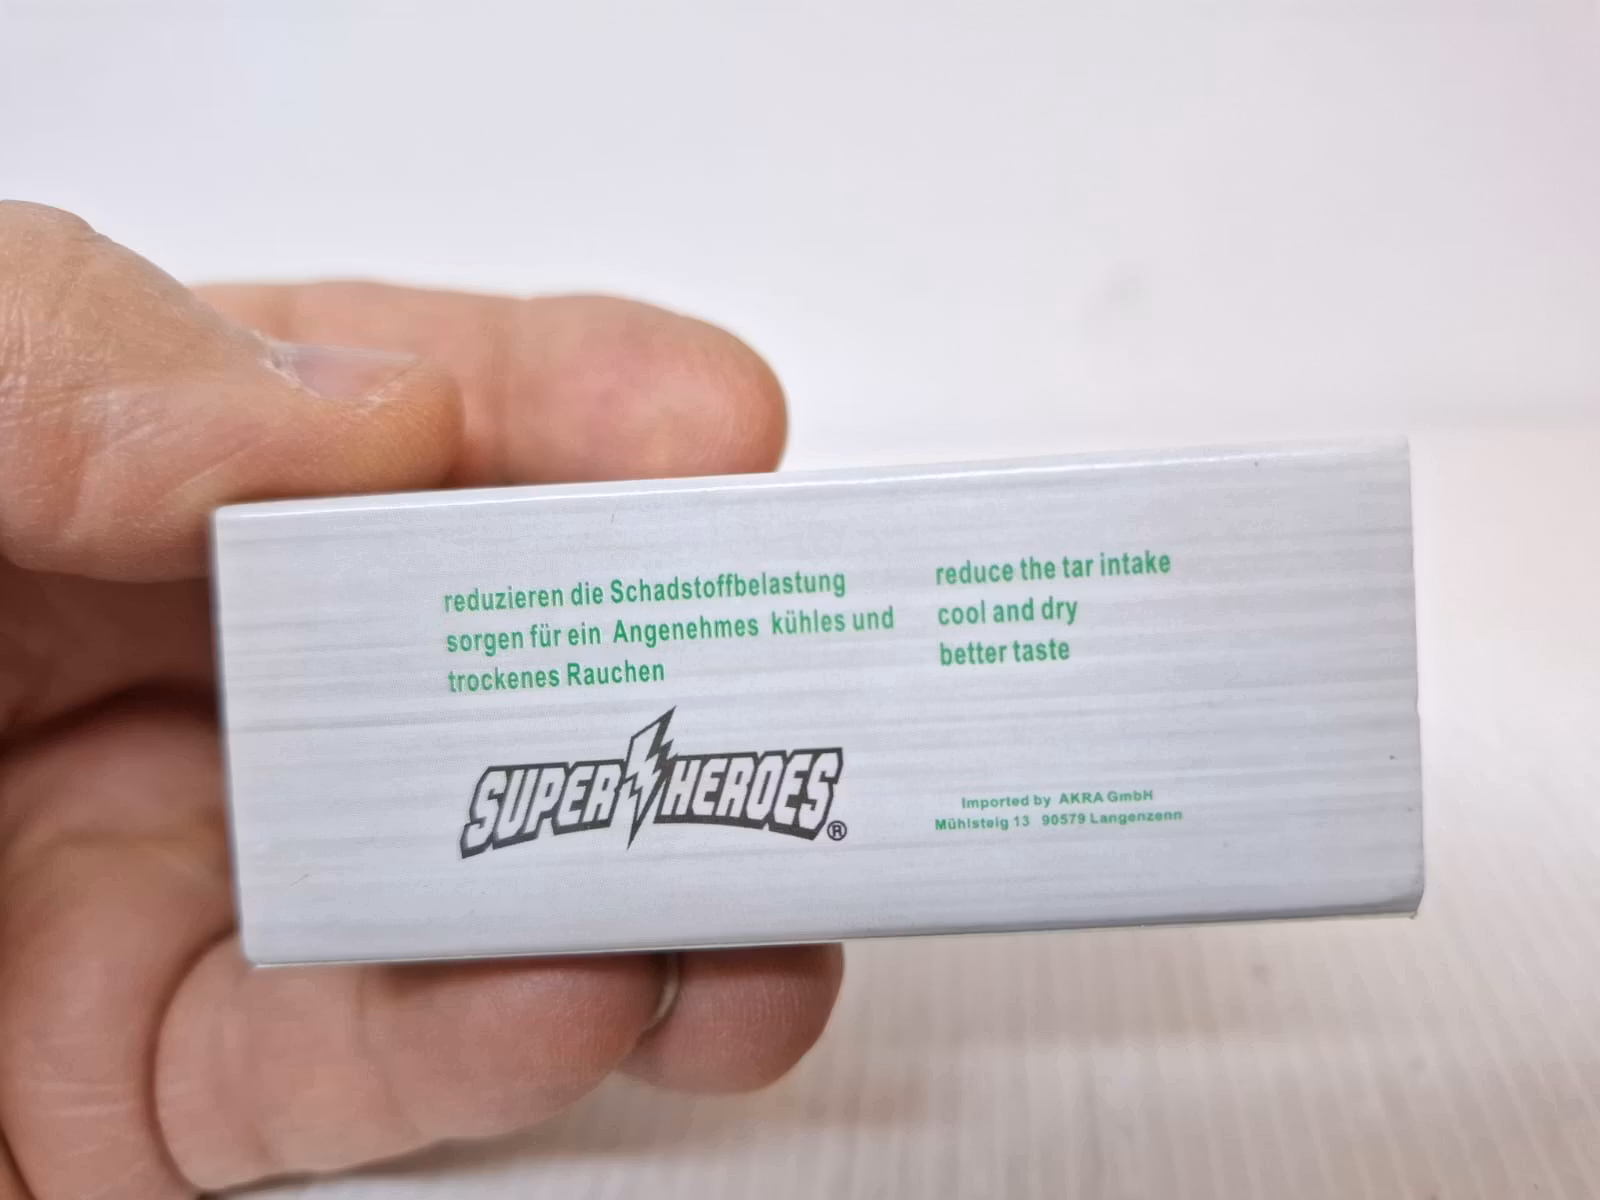 reduzieren die Schadstoffbelastung
sorgen für ein Angenehmes kühles und
trockenes Rauchen
reduce the tar intake
cool and dry
better taste
SUPER HEROES®
Imported by AKRA GmbH
Mühlsteig 13 90579 Langenzenn